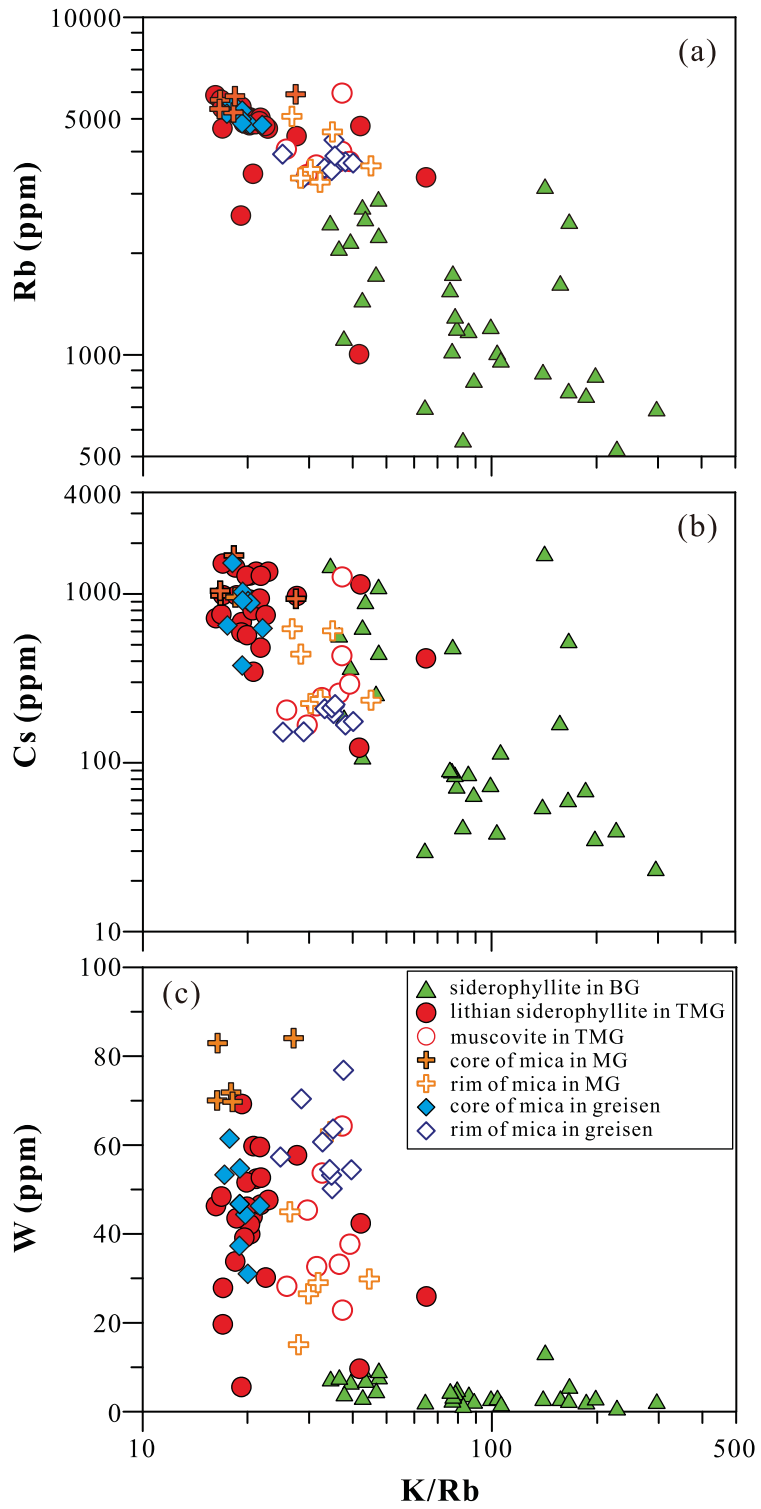 (a)
10000
5000
1000
500
Rb (ppm)
(b)
4000
1000
100
10
Cs (ppm)
(c)
100
80
60
40
20
0
W (ppm)
siderophyllite in BG
lithian siderophyllite in TMG
muscovite in TMG
core of mica in MG
rim of mica in MG
core of mica in greisen
rim of mica in greisen
10
100
500
K/Rb